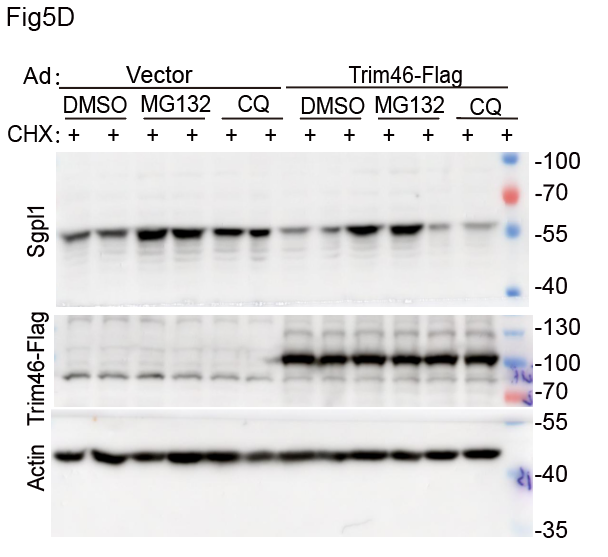 Fig5D
Ad: Vector Trim46-Flag
DMSO MG132 CQ DMSO MG132 CQ
CHX: + + + + + + + + + + + +
Sgpl1
-100
-70
-55
-40
Trim46-Flag
-130
-100
-70
Actin
-55
-40
-35